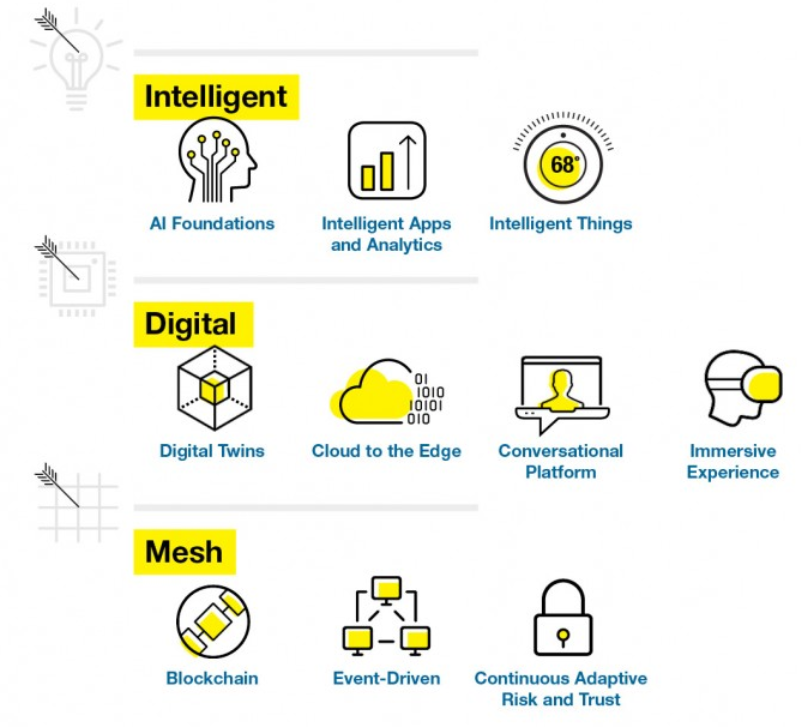 Intelligent
68°
AI Foundations
Intelligent Apps
and Analytics
Intelligent Things
Digital
01
1010
10101
010
Digital Twins
Cloud to the Edge
Conversational
Platform
Immersive
Experience
Mesh
Blockchain
Event-Driven
Continuous Adaptive
Risk and Trust